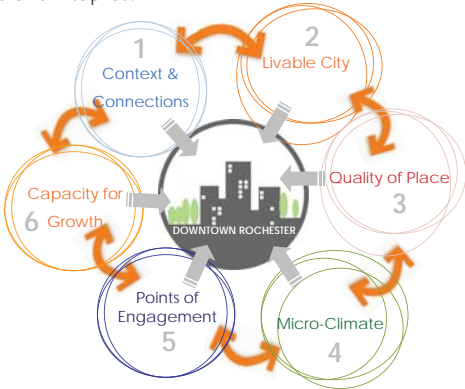 1
Context &
Connections
2
Livable City
Quality of Place
3
Micro-Climate
4
Points of
Engagement
5
Capacity for
6 Growth
DOWNTOWN ROCHESTER